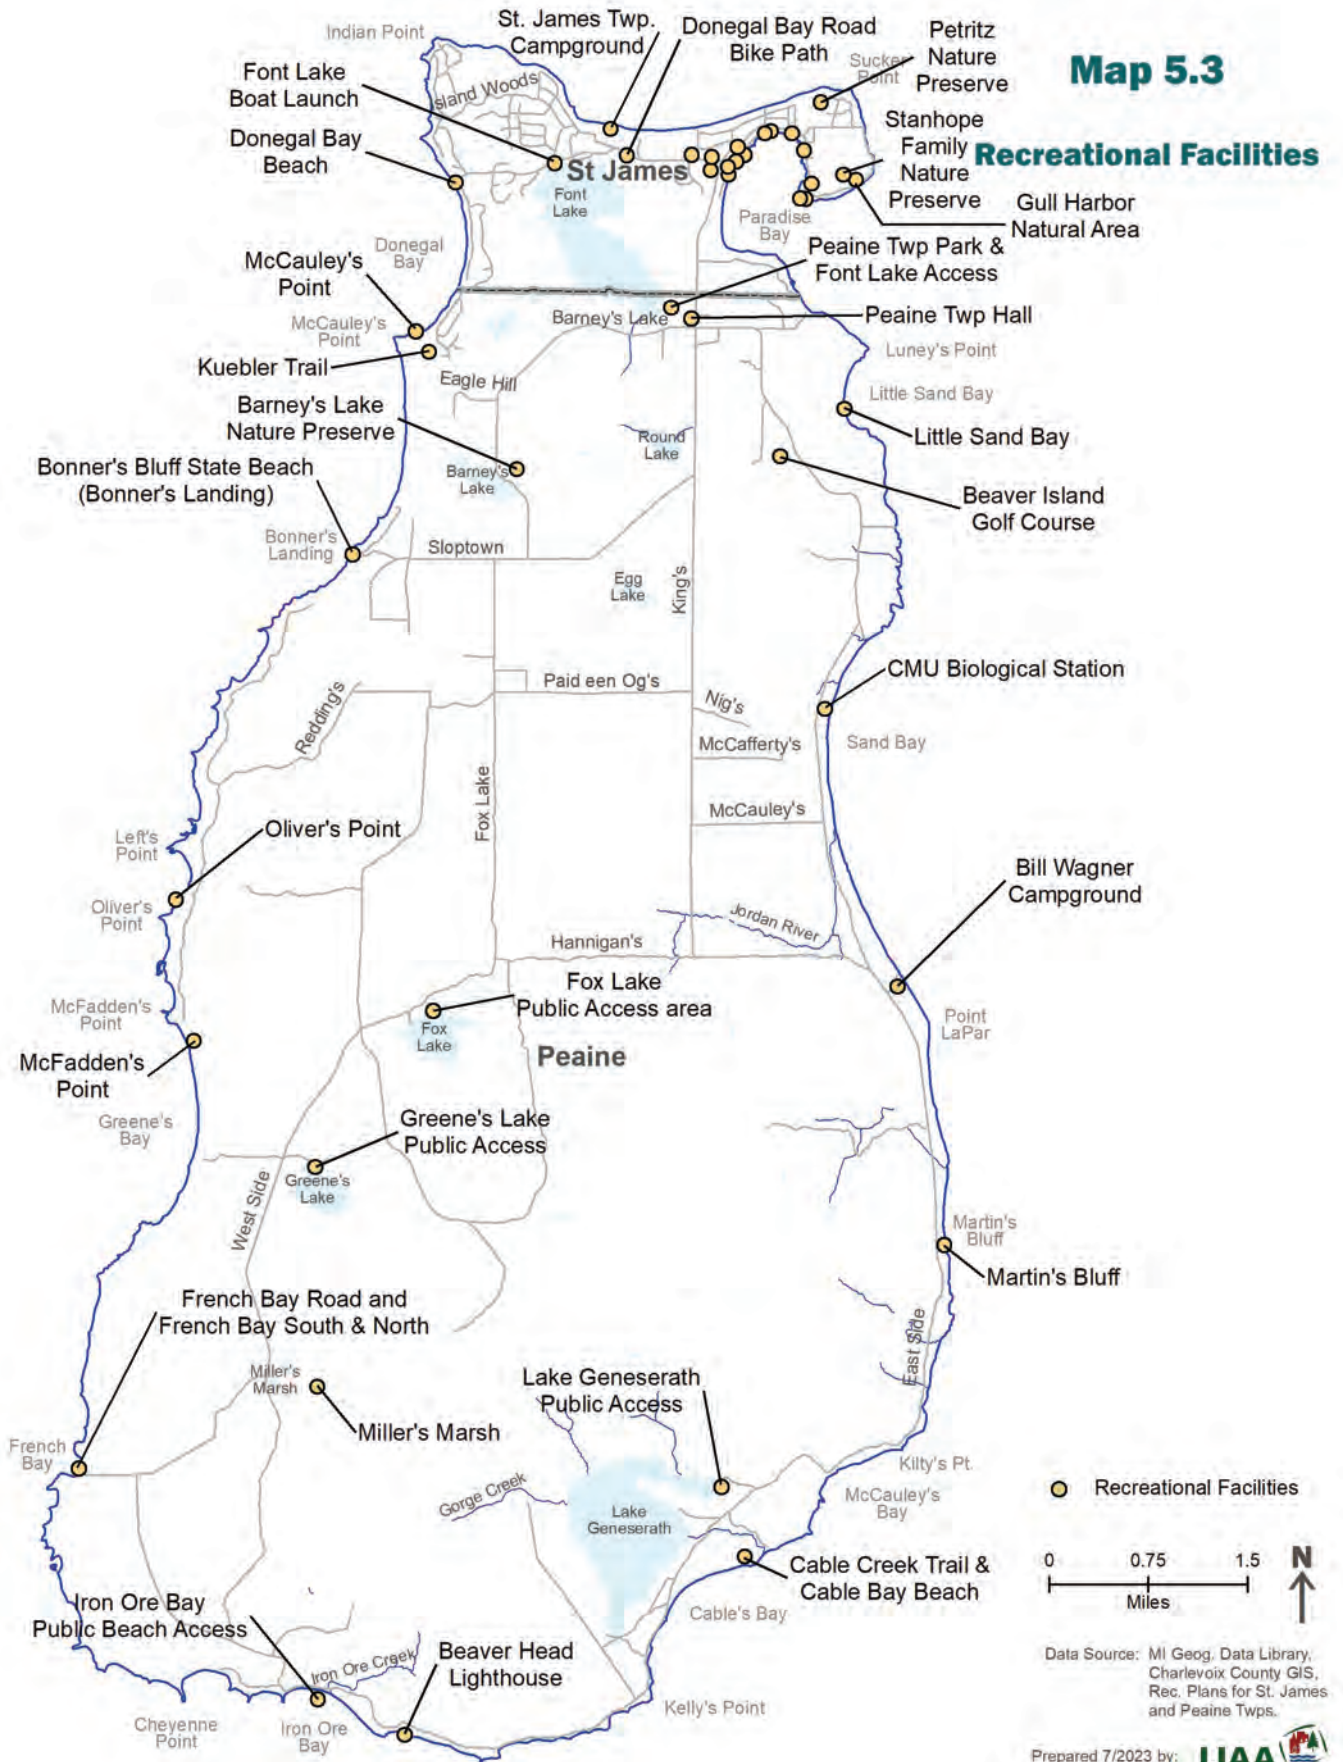 Map 5.3
Recreational Facilities
Indian Point
St. James Twp.
Campground
Donegal Bay Road
Bike Path
Petritz
Nature
Preserve
Sucker
Point
Font Lake
Boat Launch
Island Woods
Donegal Bay
Beach
Stanhope
Family
Nature
Preserve
St James
Font
Lake
Paradise
Bay
Gull Harbor
Natural Area
Donegal
Bay
McCauley's
Point
Peaine Twp Park &
Font Lake Access
McCauley's
Point
Barney's Lake
Peaine Twp Hall
Luney's Point
Kuebler Trail
Eagle Hill
Little Sand Bay
Barney's Lake
Nature Preserve
Round
Lake
Little Sand Bay
Bonner's Bluff State Beach
(Bonner's Landing)
Barney's
Lake
Beaver Island
Golf Course
Bonner's
Landing
Sloptown
Egg
Lake
King's
CMU Biological Station
Paid een Og's
Redding's
Nig's
McCafferty's
Sand Bay
Fox Lake
McCauley's
Left's
Point
Oliver's Point
Bill Wagner
Campground
Oliver's
Point
Jordan River
Hannigan's
Fox Lake
Public Access area
McFadden's
Point
Fox
Lake
Point
LaPar
Peaine
McFadden's
Point
Greene's
Bay
Greene's Lake
Public Access
Greene's
Lake
West Side
Martin's
Bluff
Martin's Bluff
French Bay Road and
French Bay South & North
East Side
Miller's
Marsh
Lake Geneserath
Public Access
Miller's Marsh
French
Bay
Kilty's Pt.
Gorge Creek
McCauley's
Bay
Lake
Geneserath
Recreational Facilities
0 0.75 1.5
Miles
N
Cable Creek Trail &
Cable Bay Beach
Iron Ore Bay
Public Beach Access
Cable's Bay
Beaver Head
Lighthouse
Iron Ore Creek
Kelly's Point
Cheyenne
Point
Iron Ore
Bay
Data Source: MI Geog. Data Library,
Charlevoix County GIS,
Rec. Plans for St. James
and Peaine Twps.
Prepared 7/2023 by: